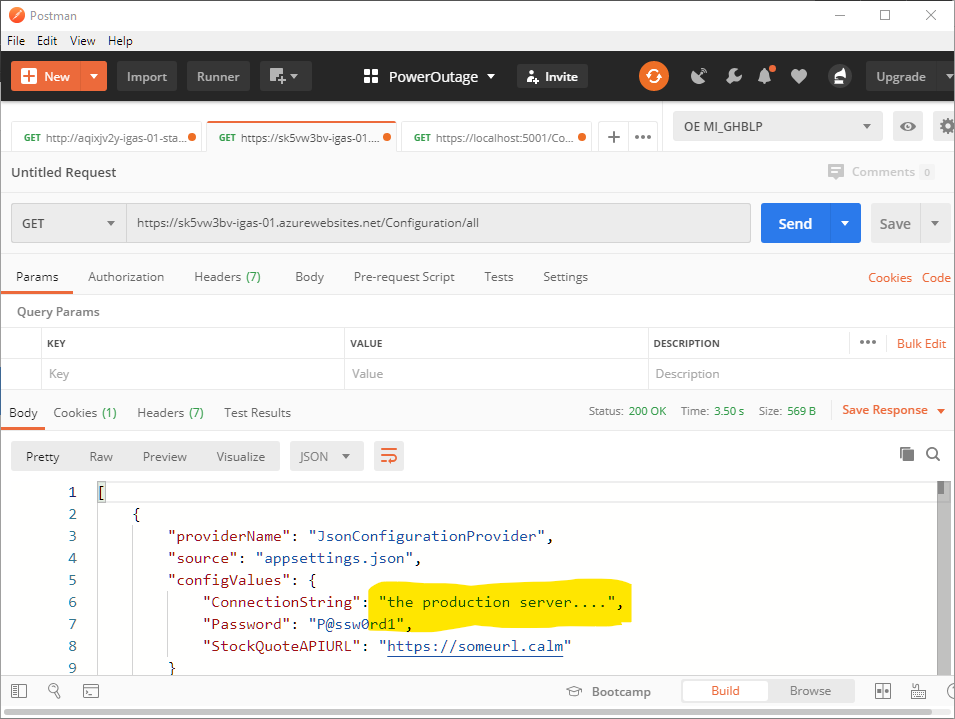 Postman
File Edit View Help
New Import Runner PowerOutage Invite Upgrade
GET http://aqixjv2y-igas-01-sta... GET https://sk5vw3bv-igas-01.... GET https://localhost:5001/Co... OE MI_GHBLP
Untitled Request Comments 0
GET https://sk5vw3bv-igas-01.azurewebsites.net/Configuration/all Send Save
Params Authorization Headers (7) Body Pre-request Script Tests Settings Cookies Code
Query Params
KEY VALUE DESCRIPTION Bulk Edit
Key Value Description
Body Cookies (1) Headers (7) Test Results Status: 200 OK Time: 3.50 s Size: 569 B Save Response
Pretty Raw Preview Visualize JSON
1 [
2 {
3 "providerName": "JsonConfigurationProvider",
4 "source": "appsettings.json",
5 "configValues": {
6 "ConnectionString": "the production server....",
7 "Password": "P@ssw0rd1",
8 "StockQuoteAPIURL": "https://someurl.calm"
9 }
Bootcamp Build Browse